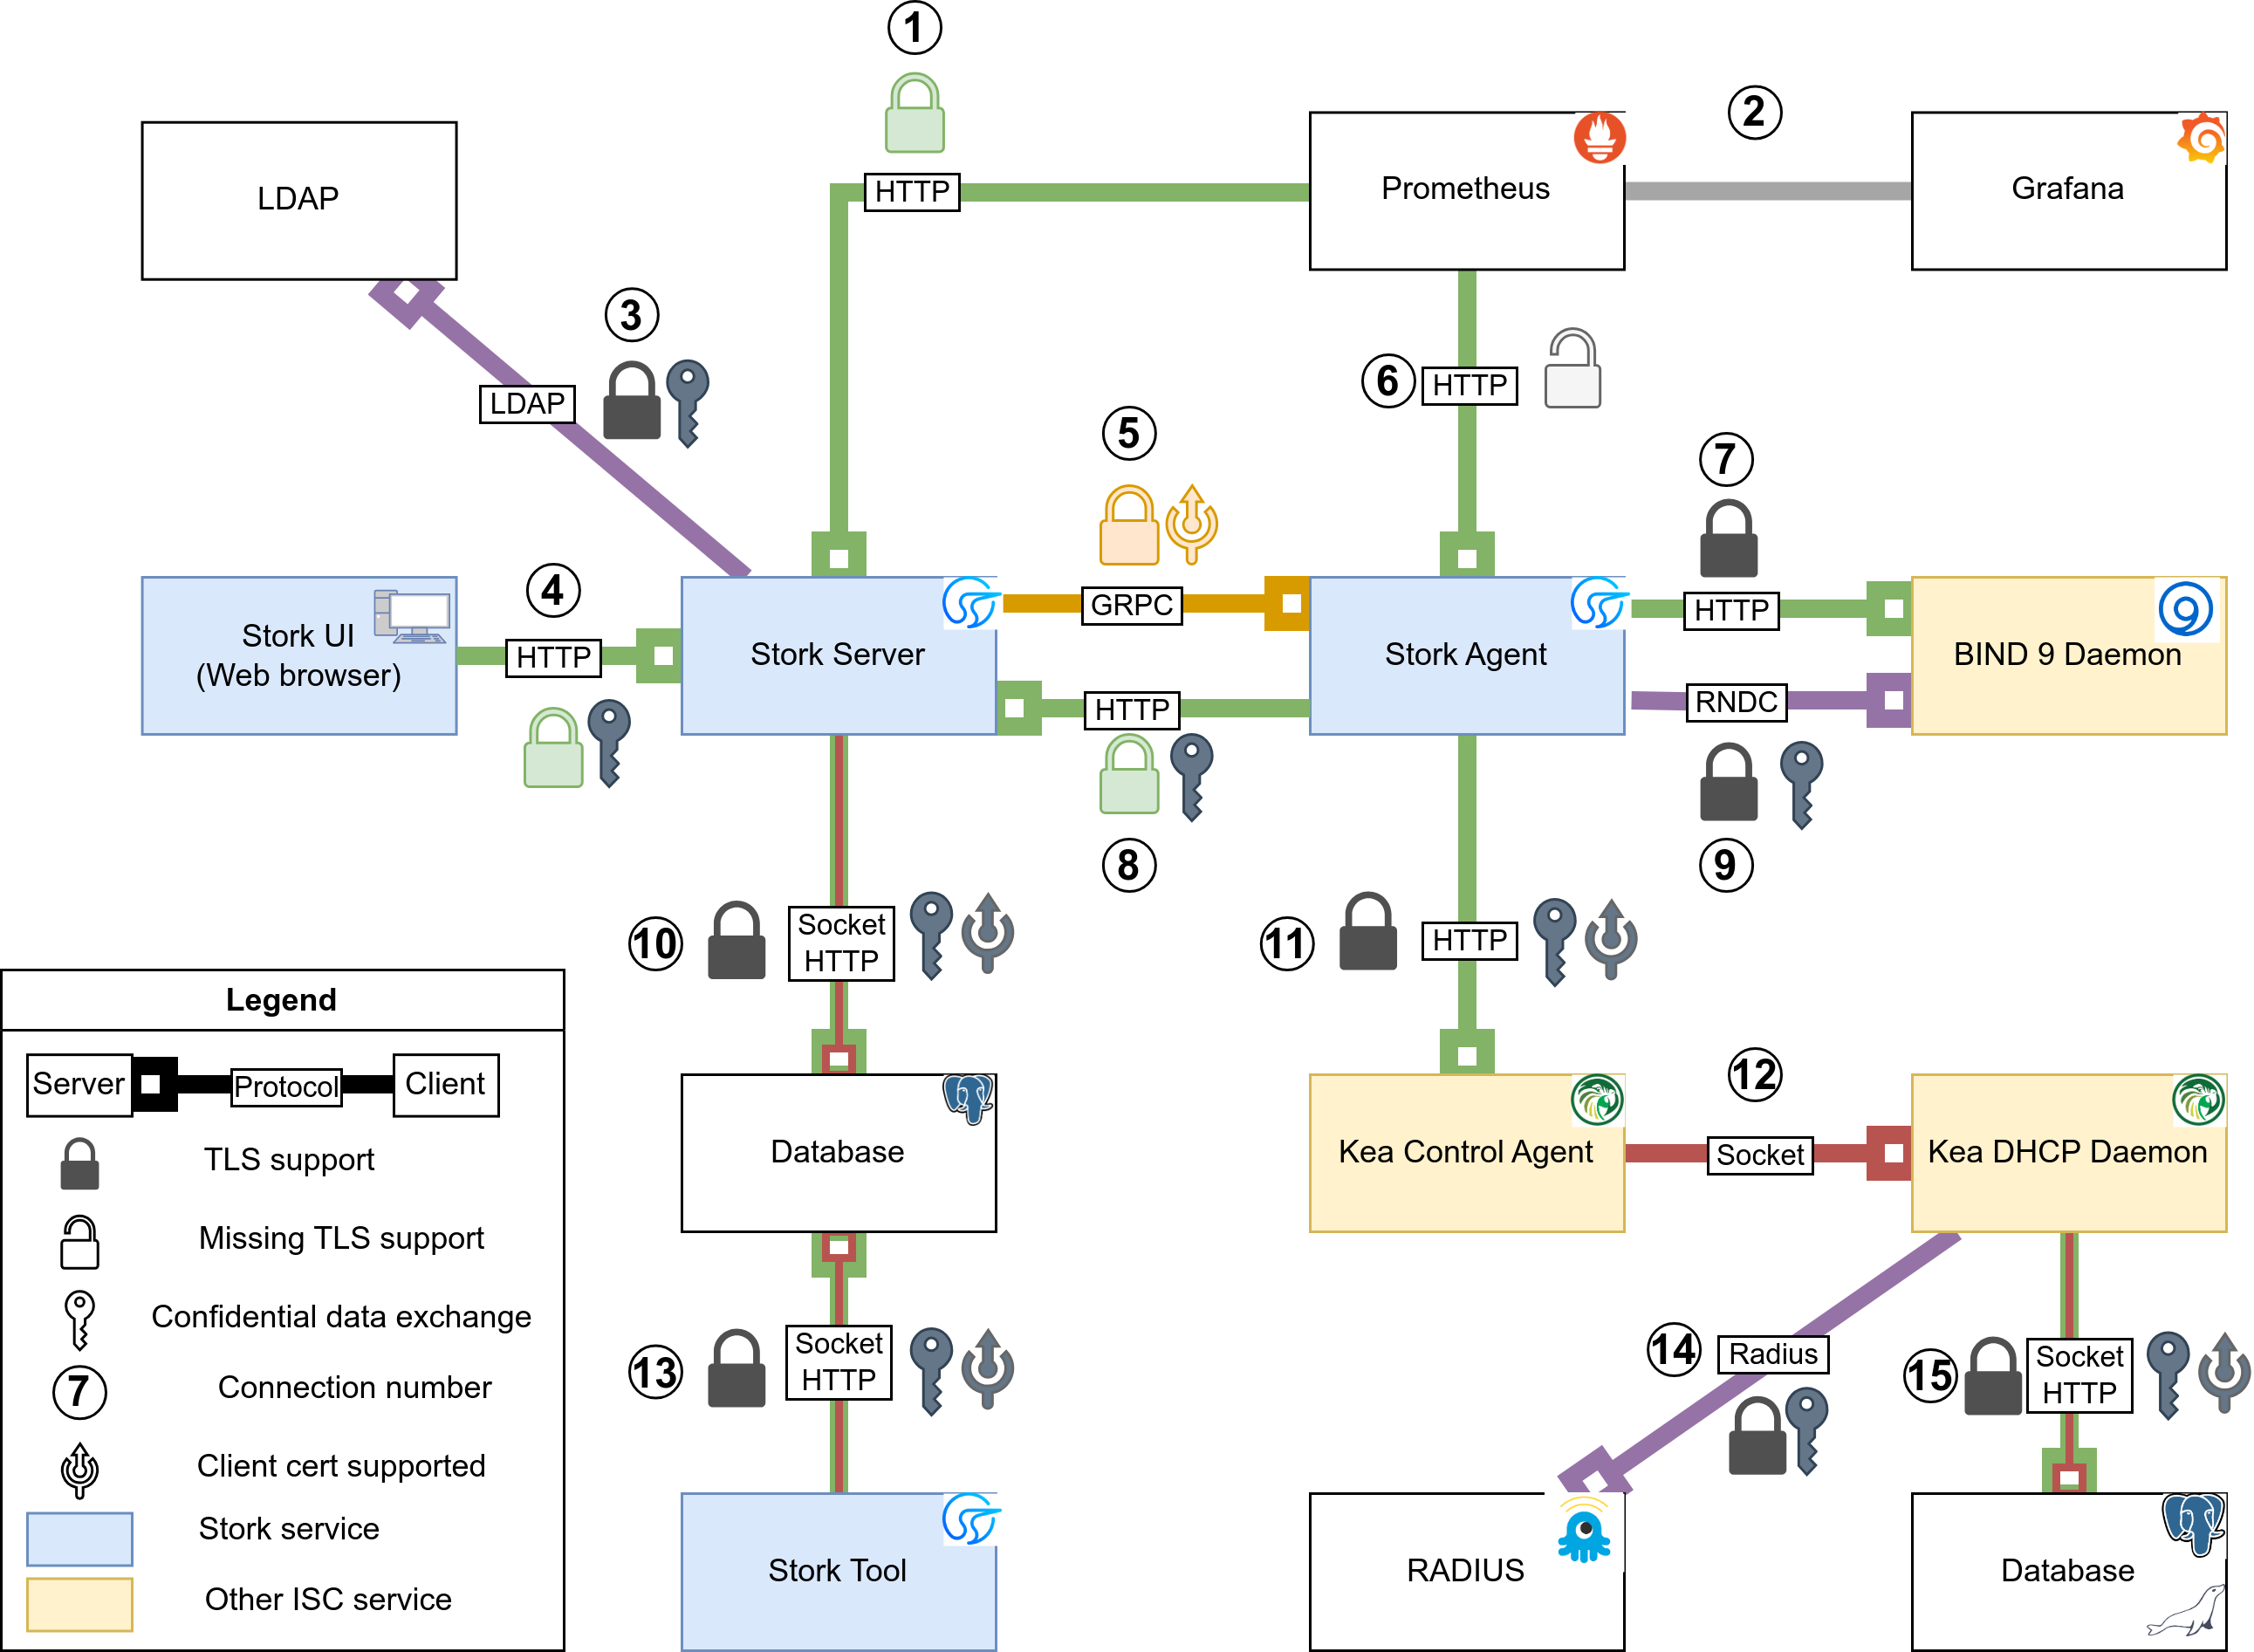 1
2
HTTP
Prometheus
Grafana
LDAP
3
LDAP
6
HTTP
5
7
4
GRPC
HTTP
Stork UI
(Web browser)
HTTP
Stork Server
Stork Agent
BIND 9 Daemon
HTTP
RNDC
8
9
10
Socket
HTTP
11
HTTP
12
Database
Kea Control Agent
Socket
Kea DHCP Daemon
13
Socket
HTTP
14
Radius
15
Socket
HTTP
Stork Tool
RADIUS
Database
Legend
Server
Protocol
Client
TLS support
Missing TLS support
Confidential data exchange
7
Connection number
Client cert supported
Stork service
Other ISC service